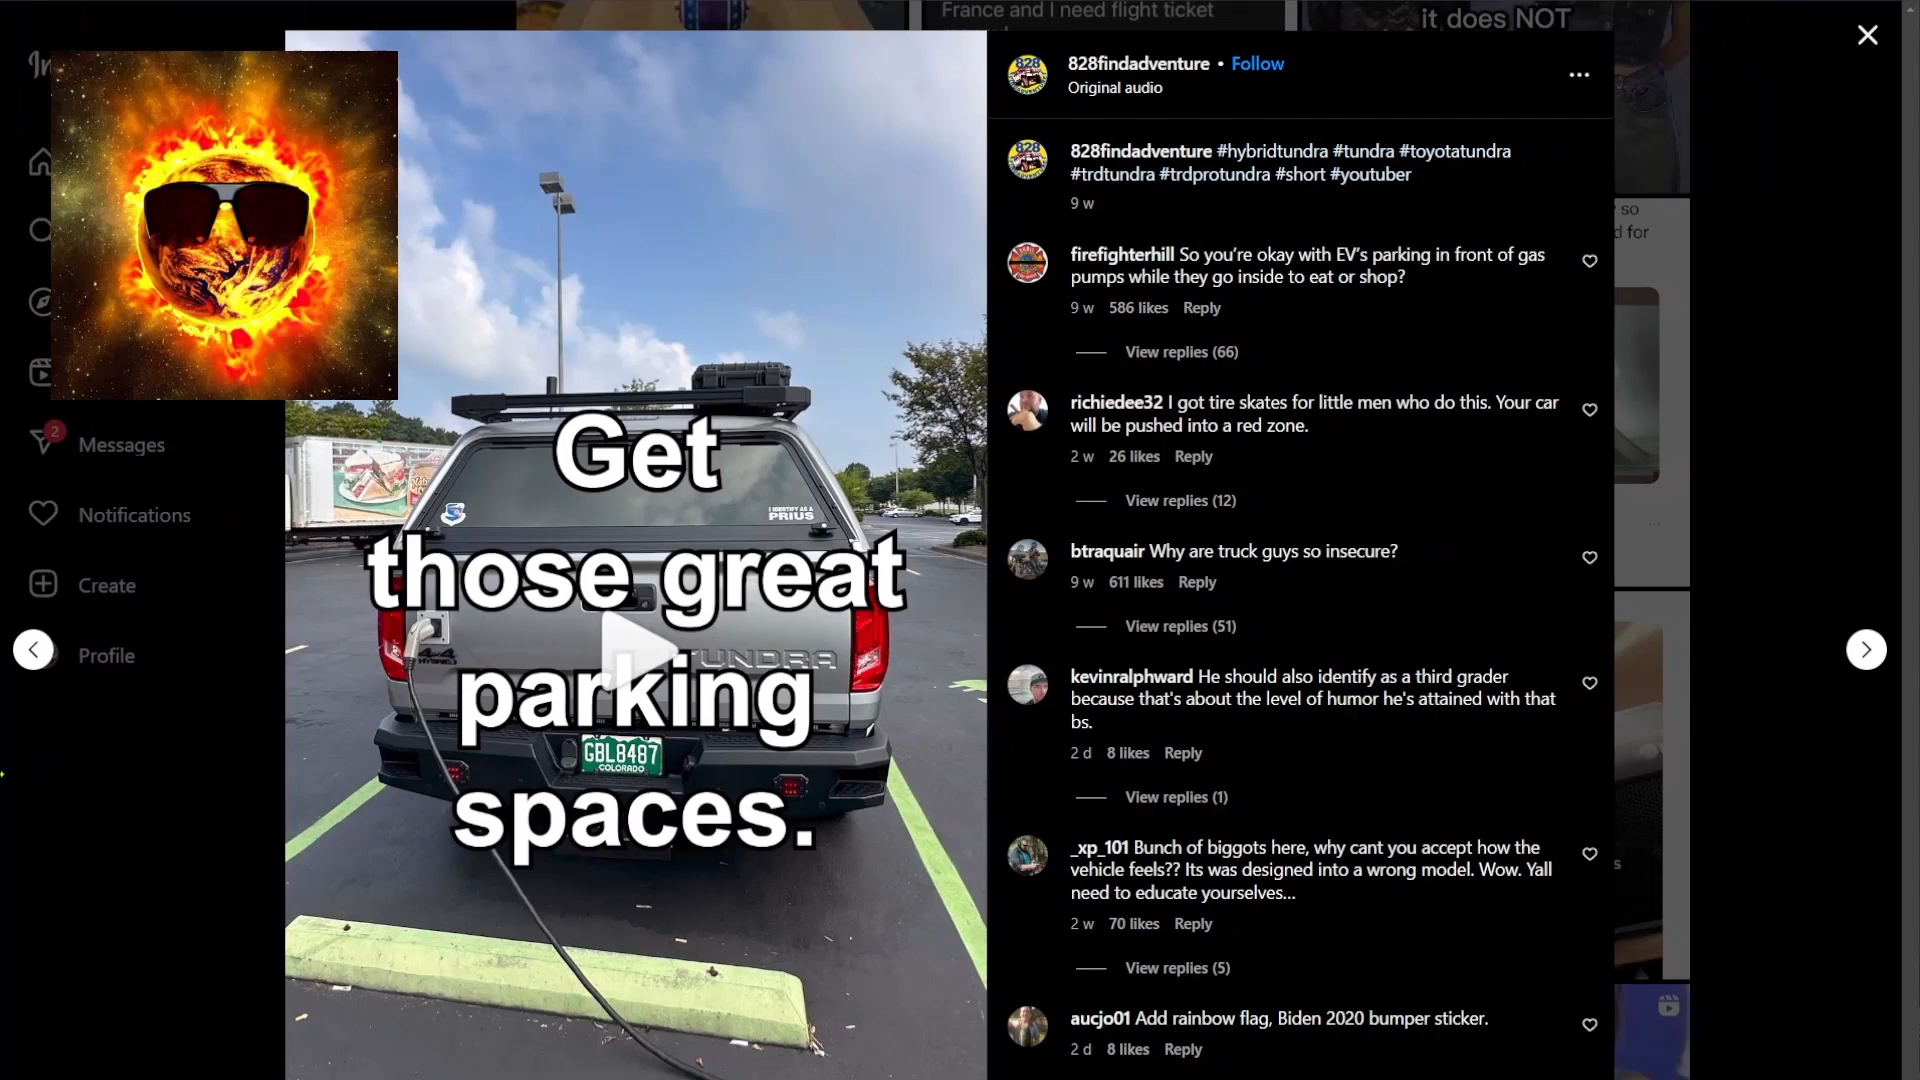 France and I need flight ticket
it does NOT
828findadventure • Follow
Original audio
828findadventure #hybridtundra #tundra #toyotatundra
#trdtundra #trdprotundra #short #youtuber
9 w
so
d for
firefighterhill So you’re okay with EV’s parking in front of gas
pumps while they go inside to eat or shop?
9 w 586 likes Reply
View replies (66)
richiedee32 I got tire skates for little men who do this. Your car
will be pushed into a red zone.
2 w 26 likes Reply
View replies (12)
btraquair Why are truck guys so insecure?
9 w 611 likes Reply
View replies (51)
kevinralphward He should also identify as a third grader
because that's about the level of humor he's attained with that
bs.
2 d 8 likes Reply
View replies (1)
_xp_101 Bunch of biggots here, why cant you accept how the
vehicle feels?? Its was designed into a wrong model. Wow. Yall
need to educate yourselves...
2 w 70 likes Reply
View replies (5)
aucjo01 Add rainbow flag, Biden 2020 bumper sticker.
2 d 8 likes Reply
2
Messages
Notifications
Create
Profile
Get
those great
parking
spaces.
I IDENTIFY AS A
PRIUS
4x4
HYBRID
TUNDRA
GBL8487
COLORADO
828